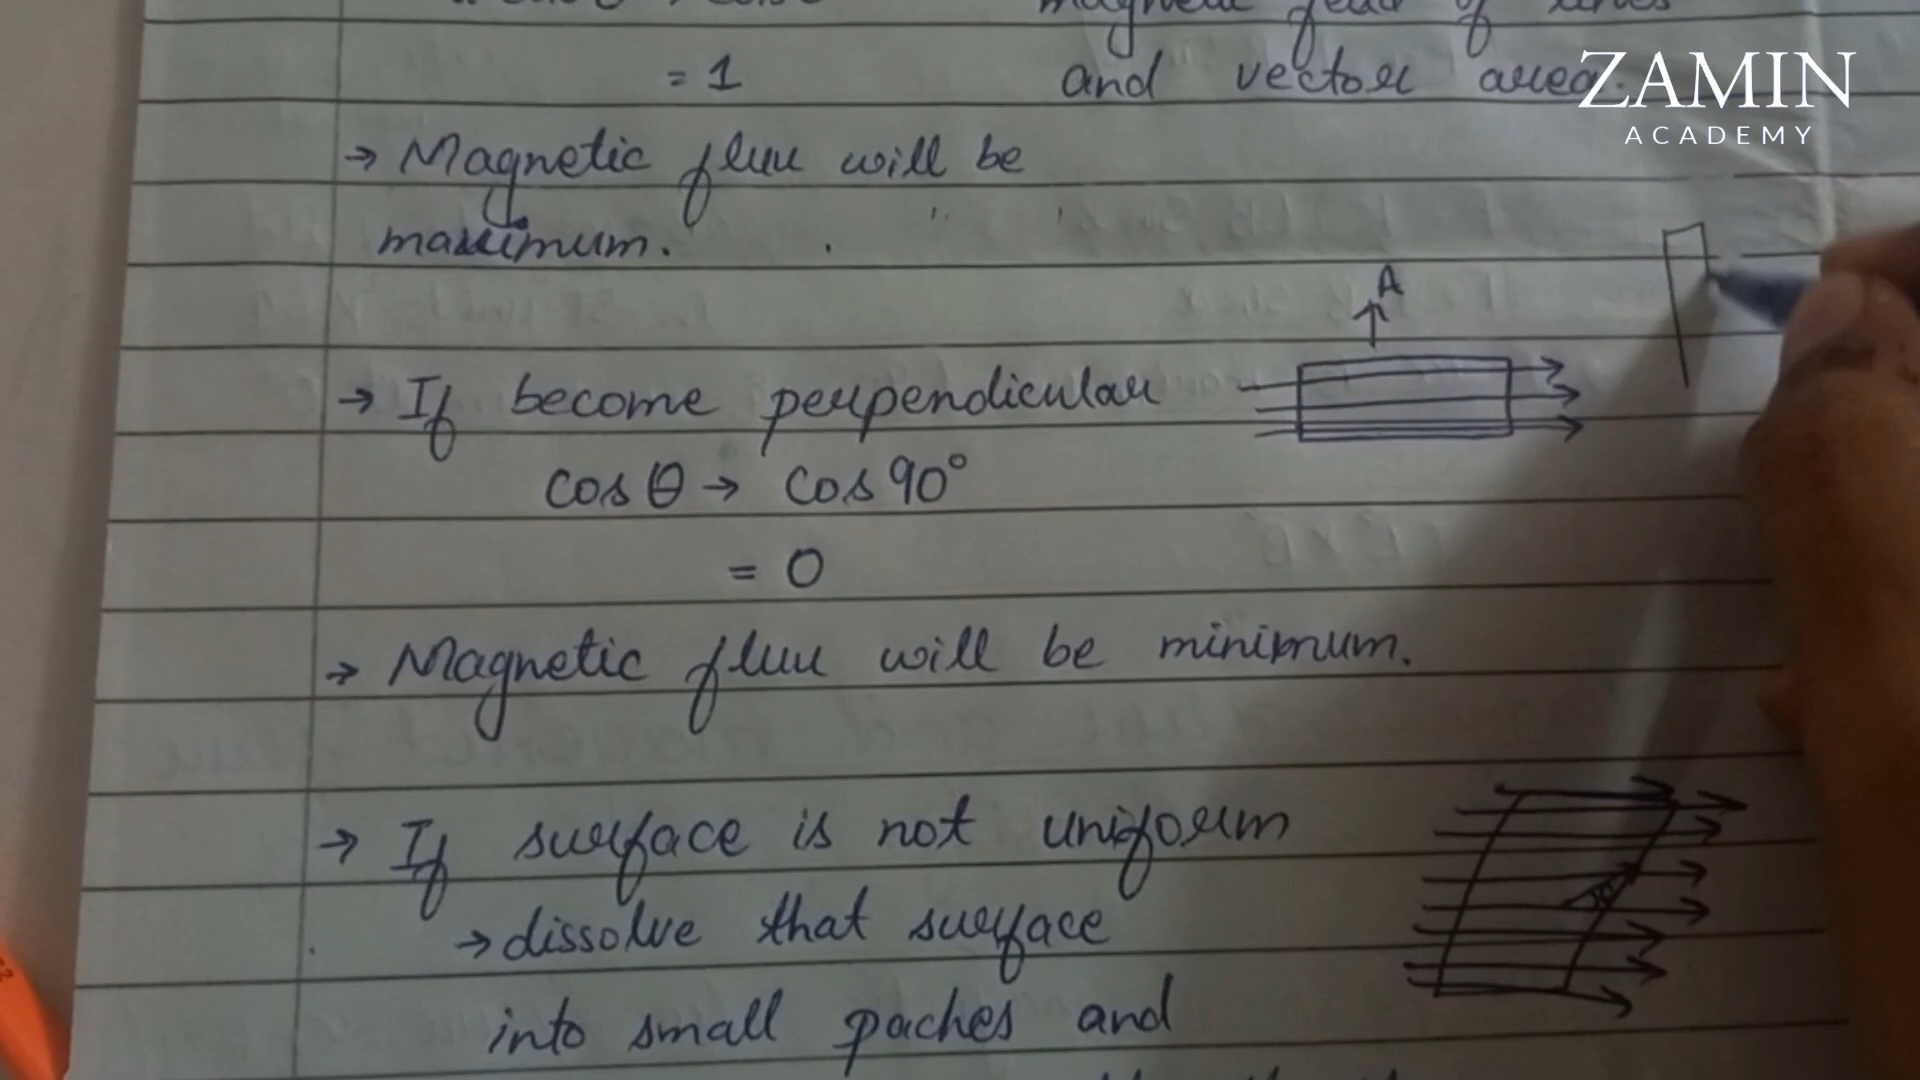 = 1
and vector area.
ZAMIN
ACADEMY
→ Magnetic flux will be
maximum.
A
→ If become perpendicular
cos θ → cos 90°
= 0
→ Magnetic flux will be minimum.
→ If surface is not uniform
→ dissolve that surface
into small paches and